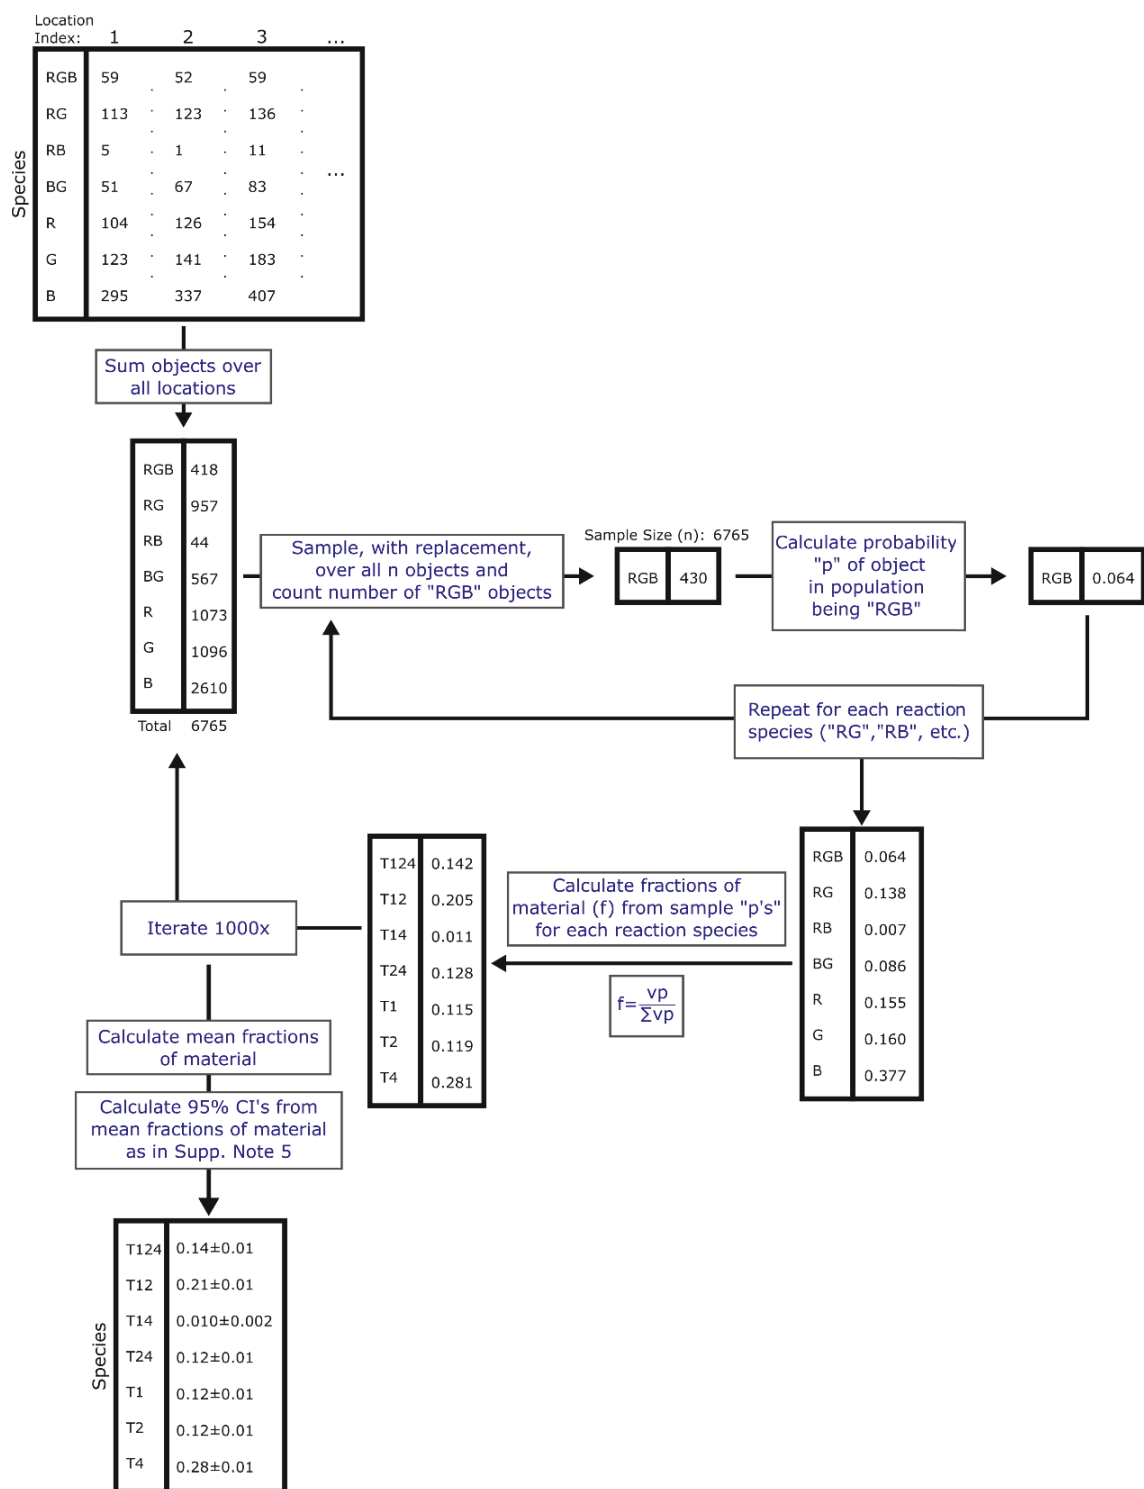 Location
Index: 1 2 3 ...
Species
RGB 59 52 59
RG 113 123 136
RB 5 1 11
...
BG 51 67 83
R 104 126 154
G 123 141 183
B 295 337 407
Sum objects over
all locations
RGB 418
RG 957
RB 44
BG 567
R 1073
G 1096
B 2610
Total 6765
Sample, with replacement,
over all n objects and
count number of "RGB" objects
Sample Size (n): 6765
RGB 430
Calculate probability
"p" of object
in population
being "RGB"
RGB 0.064
Repeat for each reaction
species ("RG","RB", etc.)
RGB 0.064
RG 0.138
RB 0.007
BG 0.086
R 0.155
G 0.160
B 0.377
Calculate fractions of
material (f) from sample "p's"
for each reaction species
f=vp/Σvp
T124 0.142
T12 0.205
T14 0.011
T24 0.128
T1 0.115
T2 0.119
T4 0.281
Iterate 1000x
Calculate mean fractions
of material
Calculate 95% CI's from
mean fractions of material
as in Supp. Note 5
Species
T124 0.14±0.01
T12 0.21±0.01
T14 0.010±0.002
T24 0.12±0.01
T1 0.12±0.01
T2 0.12±0.01
T4 0.28±0.01